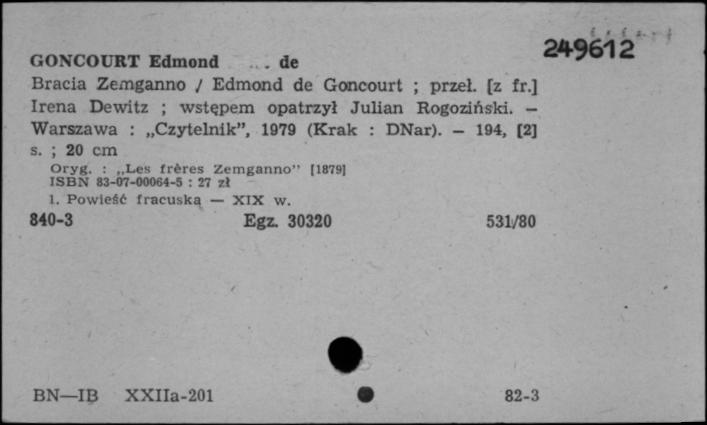 249612
GONCOURT Edmond de
Bracia Zemganno / Edmond de Goncourt ; przeł. [z fr.]
Irena Dewitz ; wstępem opatrzył Julian Rogoziński. —
Warszawa : „Czytelnik”, 1979 (Krak : DNar). — 194, [2]
s. ; 20 cm
Oryg. : „Les frères Zemganno” [1879]
ISBN 83-07-00064-5 : 27 zł
1. Powieść fracuska — XIX w.
840-3 Egz. 30320 531/80
BN—IB XXIIa-201 82-3